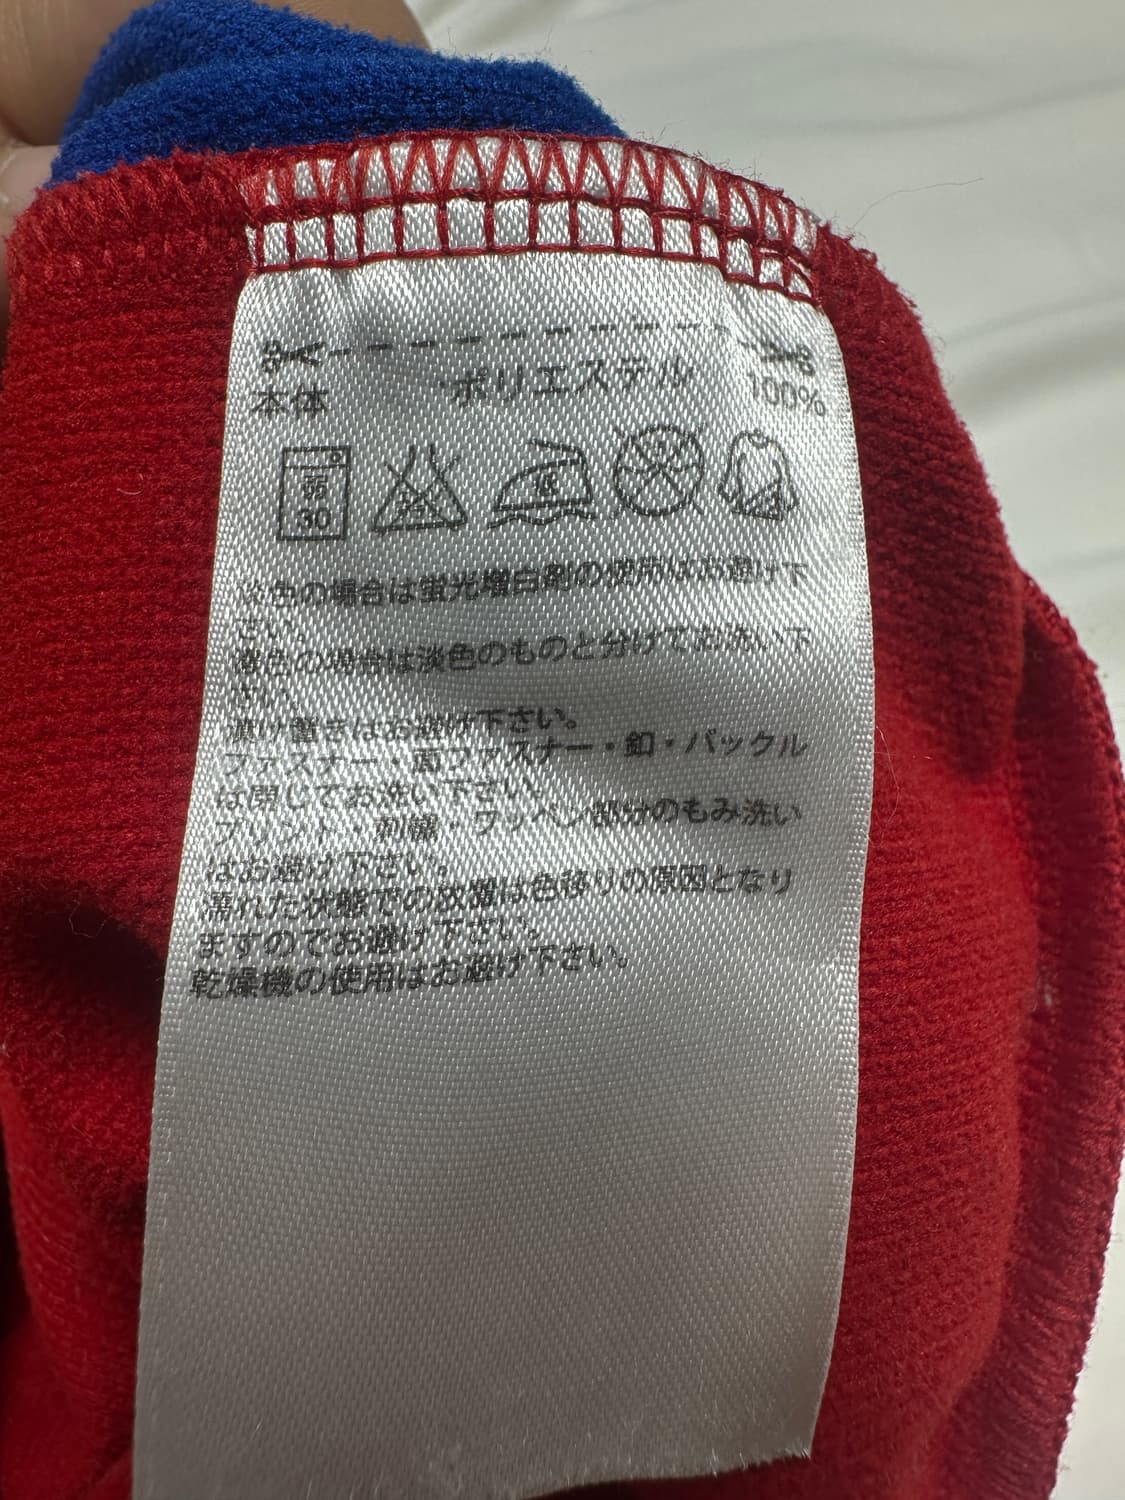 本体 ポリエステル 100%
30
淡色の場合は蛍光増白剤の使用はお避け下
さい。
濃色の場合は淡色のものと分けてお洗い下
さい。
漬け置きはお避け下さい。
ファスナー・面ファスナー・釦・バックル
は閉じてお洗い下さい。
プリント・刺繍・ワッペン部分のもみ洗い
はお避け下さい。
濡れた状態での放置は色移りの原因となり
ますのでお避け下さい。
乾燥機の使用はお避け下さい。